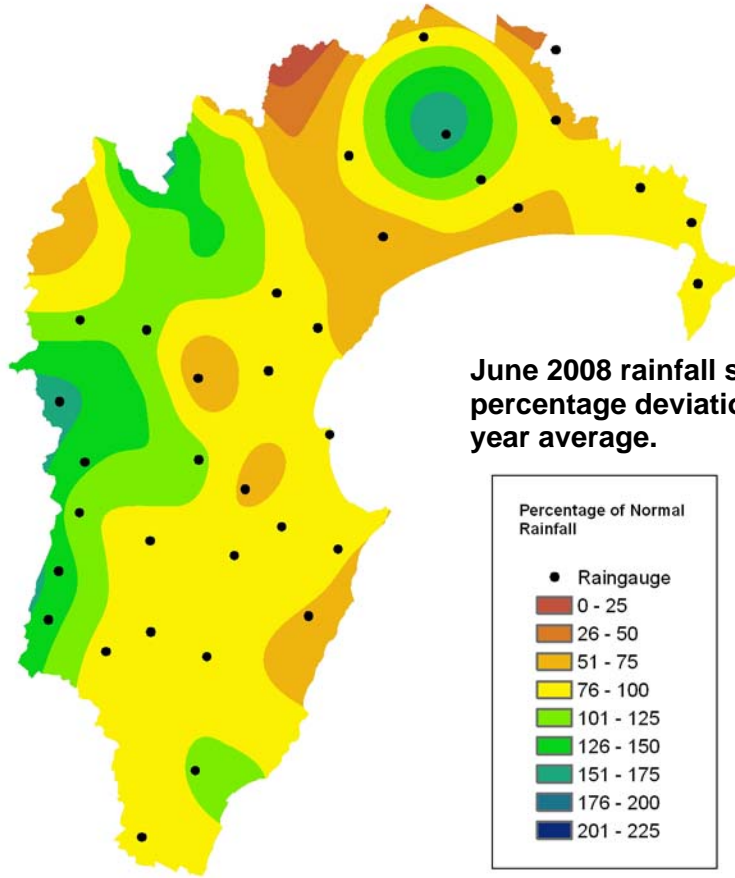 June 2008 rainfall s
percentage deviatio
year average.
Percentage of Normal
Rainfall
Raingauge
0 - 25
26 - 50
51 - 75
76 - 100
101 - 125
126 - 150
151 - 175
176 - 200
201 - 225